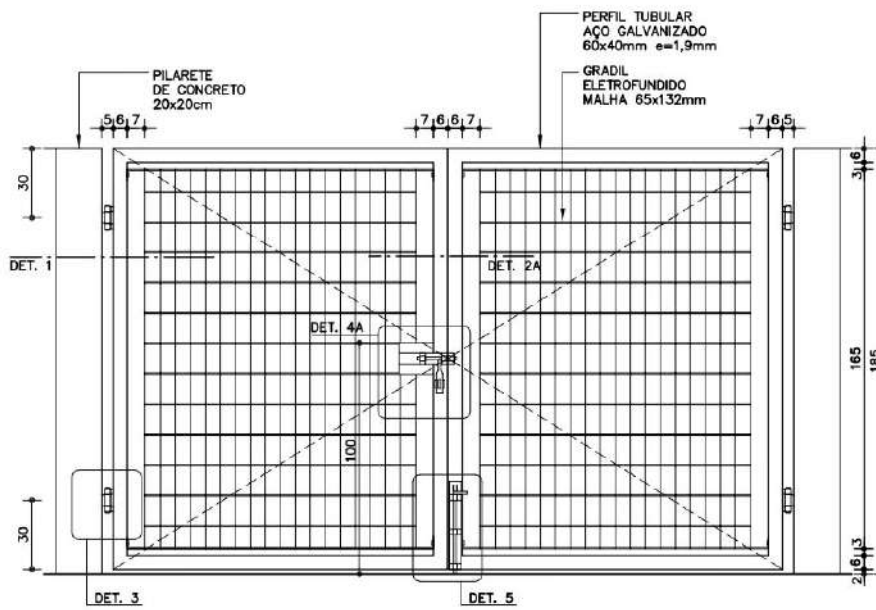 PERFIL TUBULAR
AÇO GALVANIZADO
60x40mm e=1,9mm
PILARETE
DE CONCRETO
20x20cm
GRADIL
ELETROFUNDIDO
MALHA 65x132mm
5 6 7
7 6 6 7
7 6 5
30
6
3
DET. 1
DET. 2A
DET. 4A
165
185
100
30
3
6
2
DET. 3
DET. 5